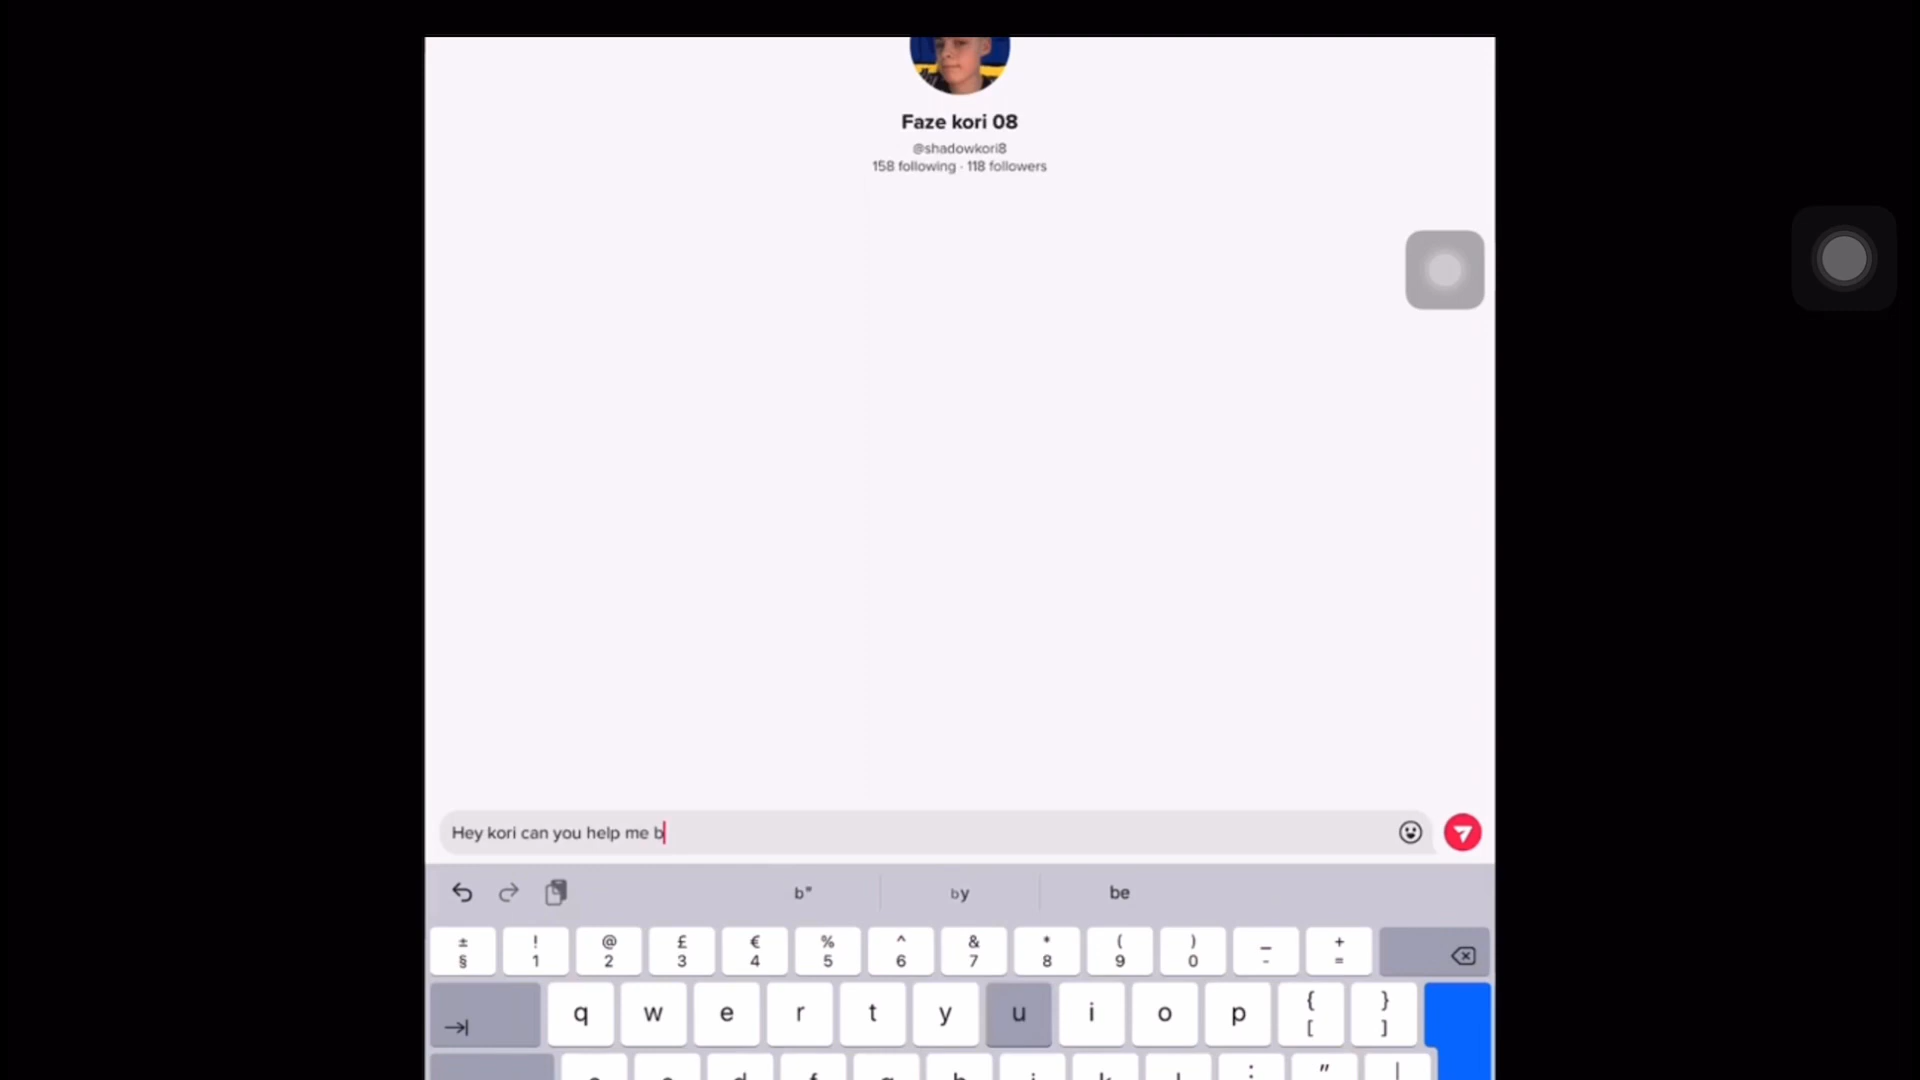 Faze kori 08
@shadowkori8
158 following · 118 followers
Hey kori can you help me b
b" by be
± ! @ £ € % ^ & * ( ) _ +
§ 1 2 3 4 5 6 7 8 9 0 - =
q w e r t y u i o p { }
[ ]
: " |